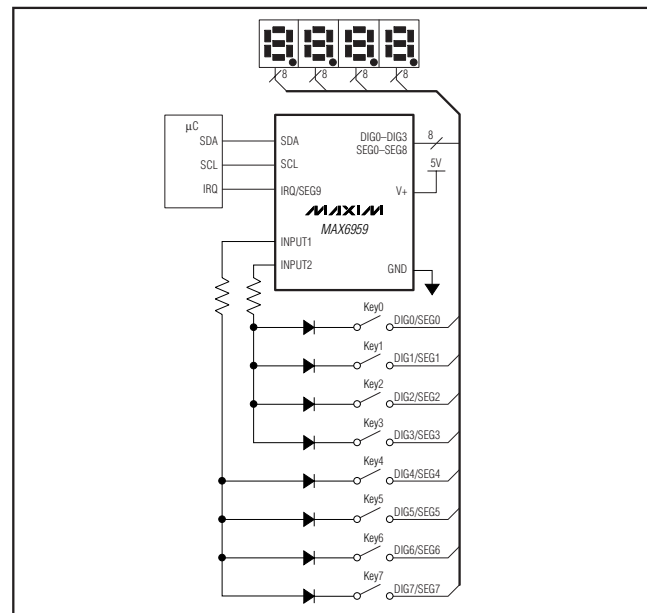 8
8
8
8
μC
SDA
SCL
IRQ
SDA
SCL
IRQ/SEG9
DIG0–DIG3
SEG0–SEG8
8
5V
V+
MAXIM
MAX6959
INPUT1
INPUT2
GND
Key0
DIG0/SEG0
Key1
DIG1/SEG1
Key2
DIG2/SEG2
Key3
DIG3/SEG3
Key4
DIG4/SEG4
Key5
DIG5/SEG5
Key6
DIG6/SEG6
Key7
DIG7/SEG7